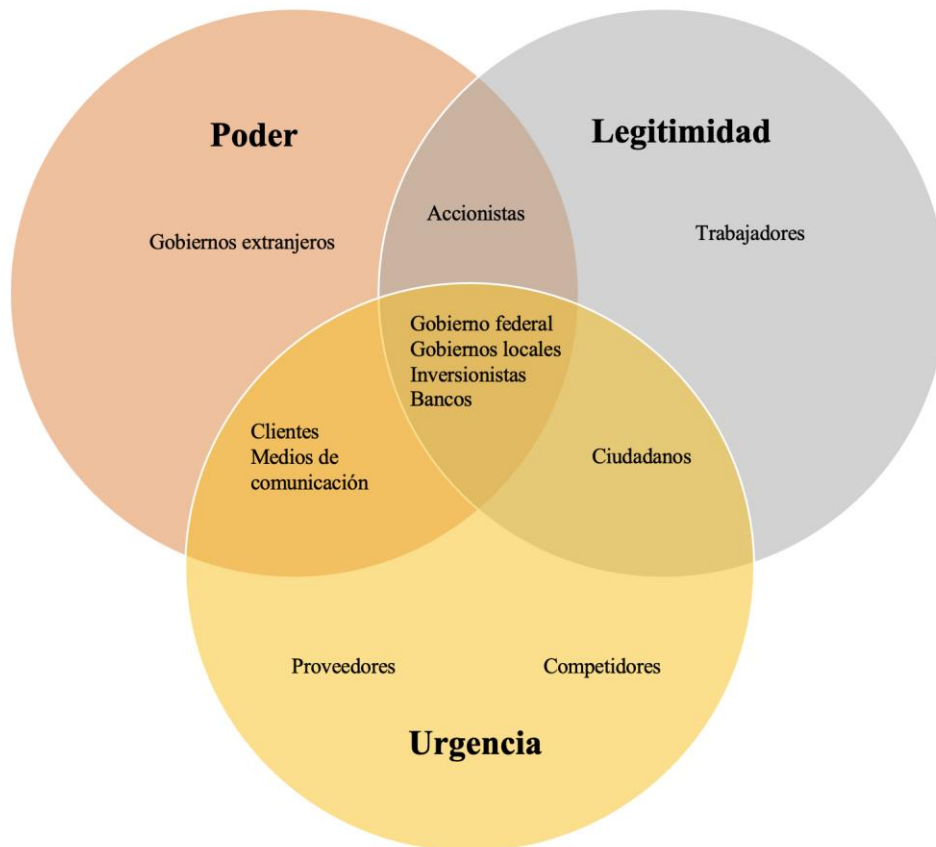 Poder
Legitimidad
Accionistas
Gobiernos extranjeros
Trabajadores
Gobierno federal
Gobiernos locales
Inversionistas
Bancos
Clientes
Medios de
comunicación
Ciudadanos
Proveedores
Competidores
Urgencia